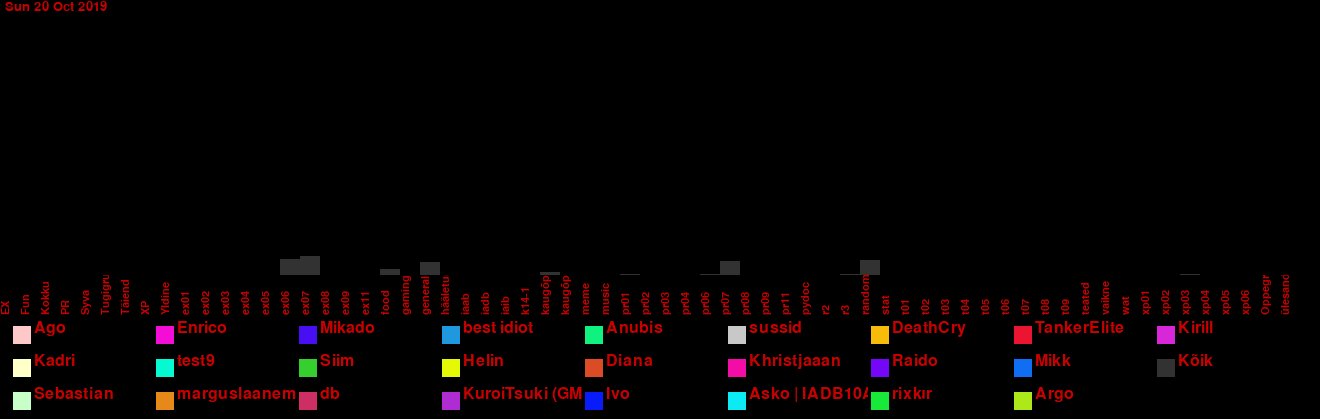 Sun 20 Oct 2019
EX
Fun
Kokku
PR
Syva
Tugigru
Täiend
XP
Yldine
ex01
ex02
ex03
ex04
ex05
ex06
ex07
ex08
ex09
ex11
food
gaming
general
hääletu
iaab
iadb
iaib
k14-1
kaugõp
kaugõp
meme
music
pr01
pr02
pr03
pr04
pr06
pr07
pr08
pr09
pr11
pydoc
r2
r3
random
stat
t01
t02
t03
t04
t05
t06
t07
t08
t09
teated
vaikne
wat
xp01
xp02
xp03
xp04
xp05
xp06
Oppegr
ülesand
Ago Enrico Mikado best idiot Anubis sussid DeathCry TankerElite Kirill
Kadri test9 Siim Helin Diana Khristjaaan Raido Mikk Kõik
Sebastian marguslaanem db KuroiTsuki (GM Ivo Asko | IADB10A rixkir Argo